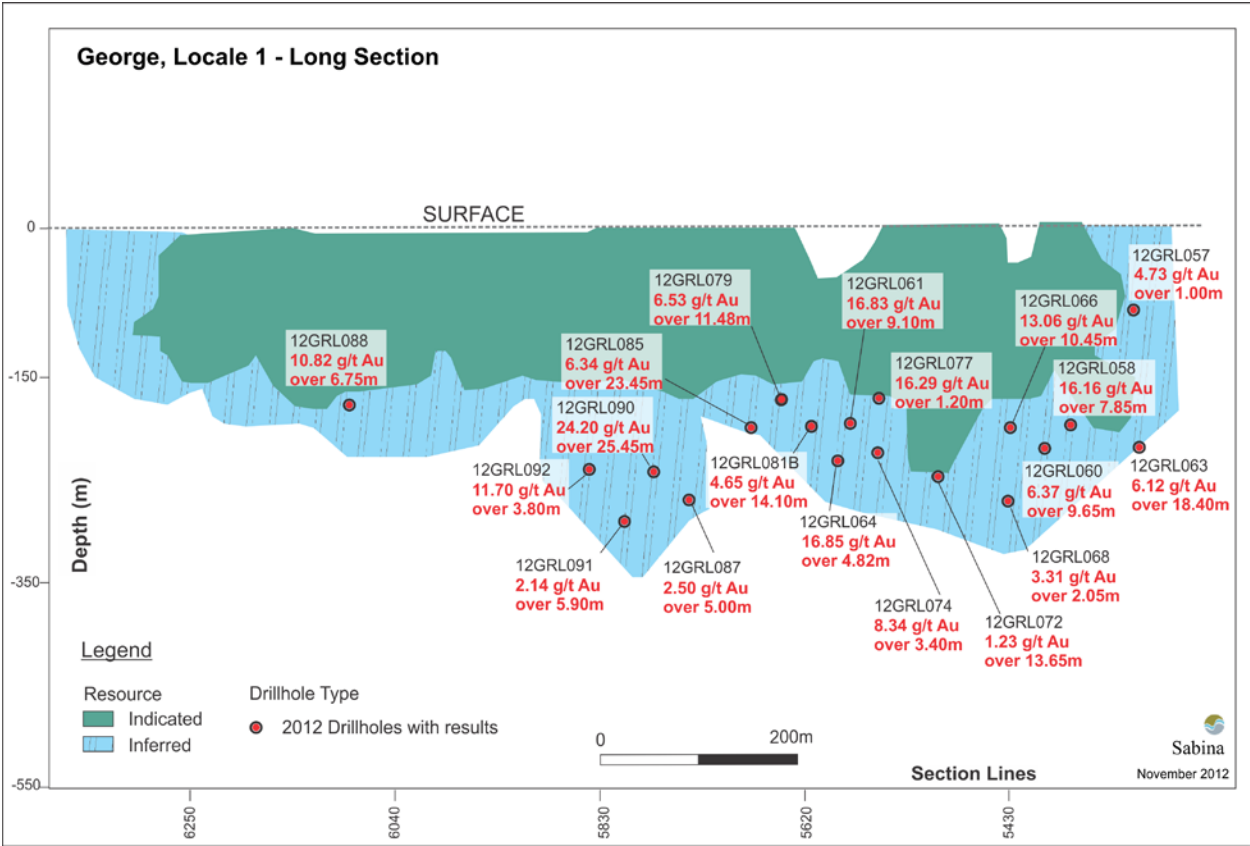 George, Locale 1 - Long Section
SURFACE
0
-150
-350
-550
Depth (m)
12GRL057
4.73 g/t Au
over 1.00m
12GRL079
6.53 g/t Au
over 11.48m
12GRL061
16.83 g/t Au
over 9.10m
12GRL066
13.06 g/t Au
over 10.45m
12GRL088
10.82 g/t Au
over 6.75m
12GRL085
6.34 g/t Au
over 23.45m
12GRL077
16.29 g/t Au
over 1.20m
12GRL058
16.16 g/t Au
over 7.85m
12GRL090
24.20 g/t Au
over 25.45m
12GRL092
11.70 g/t Au
over 3.80m
12GRL081B
4.65 g/t Au
over 14.10m
12GRL060
6.37 g/t Au
over 9.65m
12GRL063
6.12 g/t Au
over 18.40m
12GRL064
16.85 g/t Au
over 4.82m
12GRL091
2.14 g/t Au
over 5.90m
12GRL087
2.50 g/t Au
over 5.00m
12GRL068
3.31 g/t Au
over 2.05m
12GRL074
8.34 g/t Au
over 3.40m
12GRL072
1.23 g/t Au
over 13.65m
Legend
Resource
Indicated
Inferred
Drillhole Type
2012 Drillholes with results
0 200m
Section Lines
Sabina
November 2012
6250
6040
5830
5620
5430